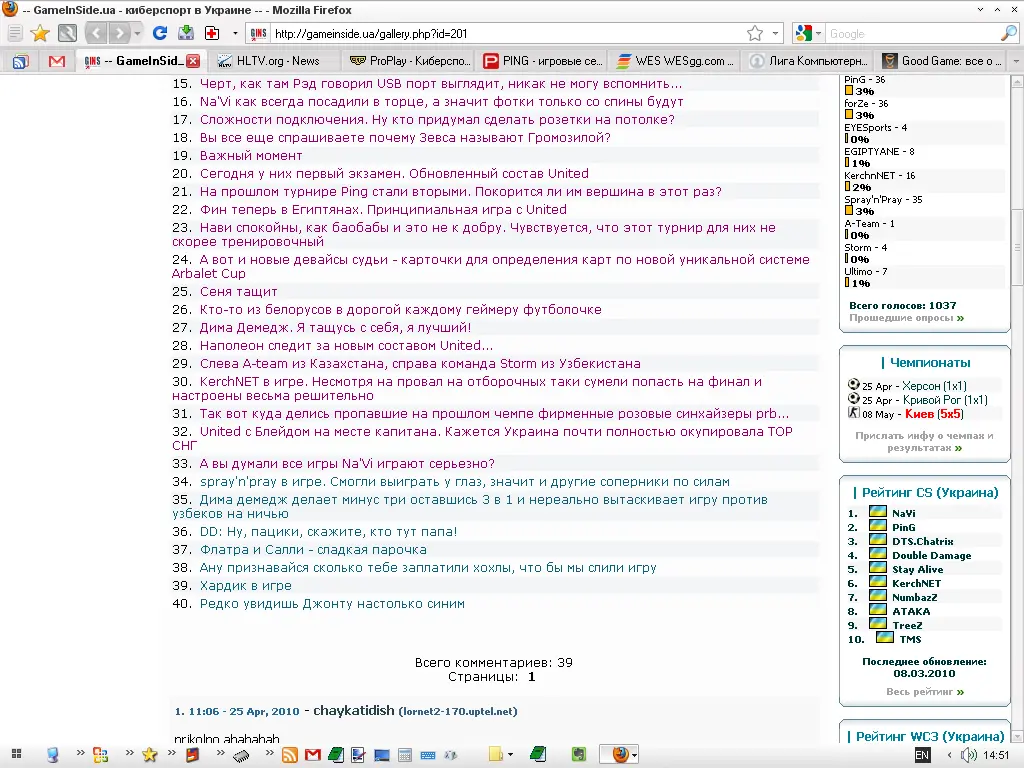 -- GameInSide.ua - киберспорт в Украине -- - Mozilla Firefox
http://gameinside.ua/gallery.php?id=201
Google
GINS -- GameInSid...
HLTV.org - News
ProPlay - Киберспо...
PING - игровые се...
WES WESgg.com ...
Лига Компьютерн...
Good Game: все о ...
15. Черт, как там Рэд говорил USB порт выглядит, никак не могу вспомнить...
16. Na'Vi как всегда посадили в торце, а значит фотки только со спины будут
17. Сложности подключения. Ну кто придумал сделать розетки на потолке?
18. Вы все еще спрашиваете почему Зевса называют Громозилой?
19. Важный момент
20. Сегодня у них первый экзамен. Обновленный состав United
21. На прошлом турнире Ping стали вторыми. Покорится ли им вершина в этот раз?
22. Фин теперь в Египтянах. Принципиальная игра с United
23. Нави спокойны, как баобабы и это не к добру. Чувствуется, что этот турнир для них не
скорее тренировочный
24. А вот и новые девайсы судьи - карточки для определения карт по новой уникальной системе
Arbalet Cup
25. Сеня тащит
26. Кто-то из белорусов в дорогой каждому геймеру футболочке
27. Дима Демедж. Я тащусь с себя, я лучший!
28. Наполеон следит за новым составом United...
29. Слева A-team из Казахстана, справа команда Storm из Узбекистана
30. KerchNET в игре. Несмотря на провал на отборочных таки сумели попасть на финал и
настроены весьма решительно
31. Так вот куда делись пропавшие на прошлом чемпе фирменные розовые синхайзеры prb...
32. United с Блейдом на месте капитана. Кажется Украина почти полностью окупировала TOP
СНГ
33. А вы думали все игры Na'Vi играют серьезно?
34. spray'n'pray в игре. Смогли выиграть у глаз, значит и другие соперники по силам
35. Дима демедж делает минус три оставшись 3 в 1 и нереально вытаскивает игру против
узбеков на ничью
36. DD: Ну, пацики, скажите, кто тут папа!
37. Флатра и Салли - сладкая парочка
38. Ану признавайся сколько тебе заплатили хохлы, что бы мы слили игру
39. Хардик в игре
40. Редко увидишь Джонту настолько синим
Всего комментариев: 39
Страницы: 1
1. 11:06 - 25 Apr, 2010 - chaykatidish (lornet2-170.uptel.net)
prikolno ahahahah
PinG - 36
3%
forZe - 36
3%
EYESports - 4
0%
EGIPTYANE - 8
1%
KerchnNET - 16
2%
Spray'n'Pray - 35
3%
A-Team - 1
0%
Storm - 4
0%
Ultimo - 7
1%
Всего голосов: 1037
Прошедшие опросы »
| Чемпионаты
25 Apr - Херсон (1x1)
25 Apr - Кривой Рог (1x1)
08 May - Киев (5x5)
Прислать инфу о чемпах и
результатах »
| Рейтинг CS (Украина)
1. NaVi
2. PinG
3. DTS.Chatrix
4. Double Damage
5. Stay Alive
6. KerchNET
7. NumbazZ
8. ATAKA
9. TreeZ
10. TMS
Последнее обновление:
08.03.2010
Весь рейтинг »
| Рейтинг WC3 (Украина)
EN
14:51